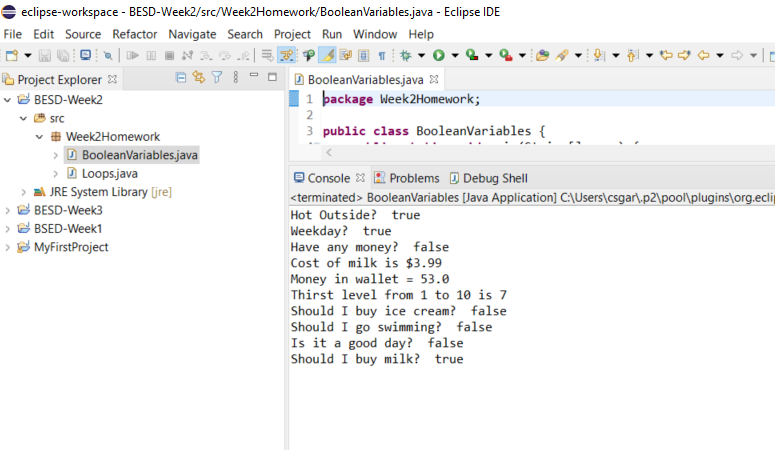 eclipse-workspace - BESD-Week2/src/Week2Homework/BooleanVariables.java - Eclipse IDE
File Edit Source Refactor Navigate Search Project Run Window Help
Project Explorer
BESD-Week2
src
Week2Homework
BooleanVariables.java
Loops.java
JRE System Library [jre]
BESD-Week3
BSED-Week1
MyFirstProject
BooleanVariables.java
1 package Week2Homework;
2
3 public class BooleanVariables {
Console Problems Debug Shell
<terminated> BooleanVariables [Java Application] C:\Users\csgar\.p2\pool\plugins\org.ecli
Hot Outside? true
Weekday? true
Have any money? false
Cost of milk is $3.99
Money in wallet = 53.0
Thirst level from 1 to 10 is 7
Should I buy ice cream? false
Should I go swimming? false
Is it a good day? false
Should I buy milk? true